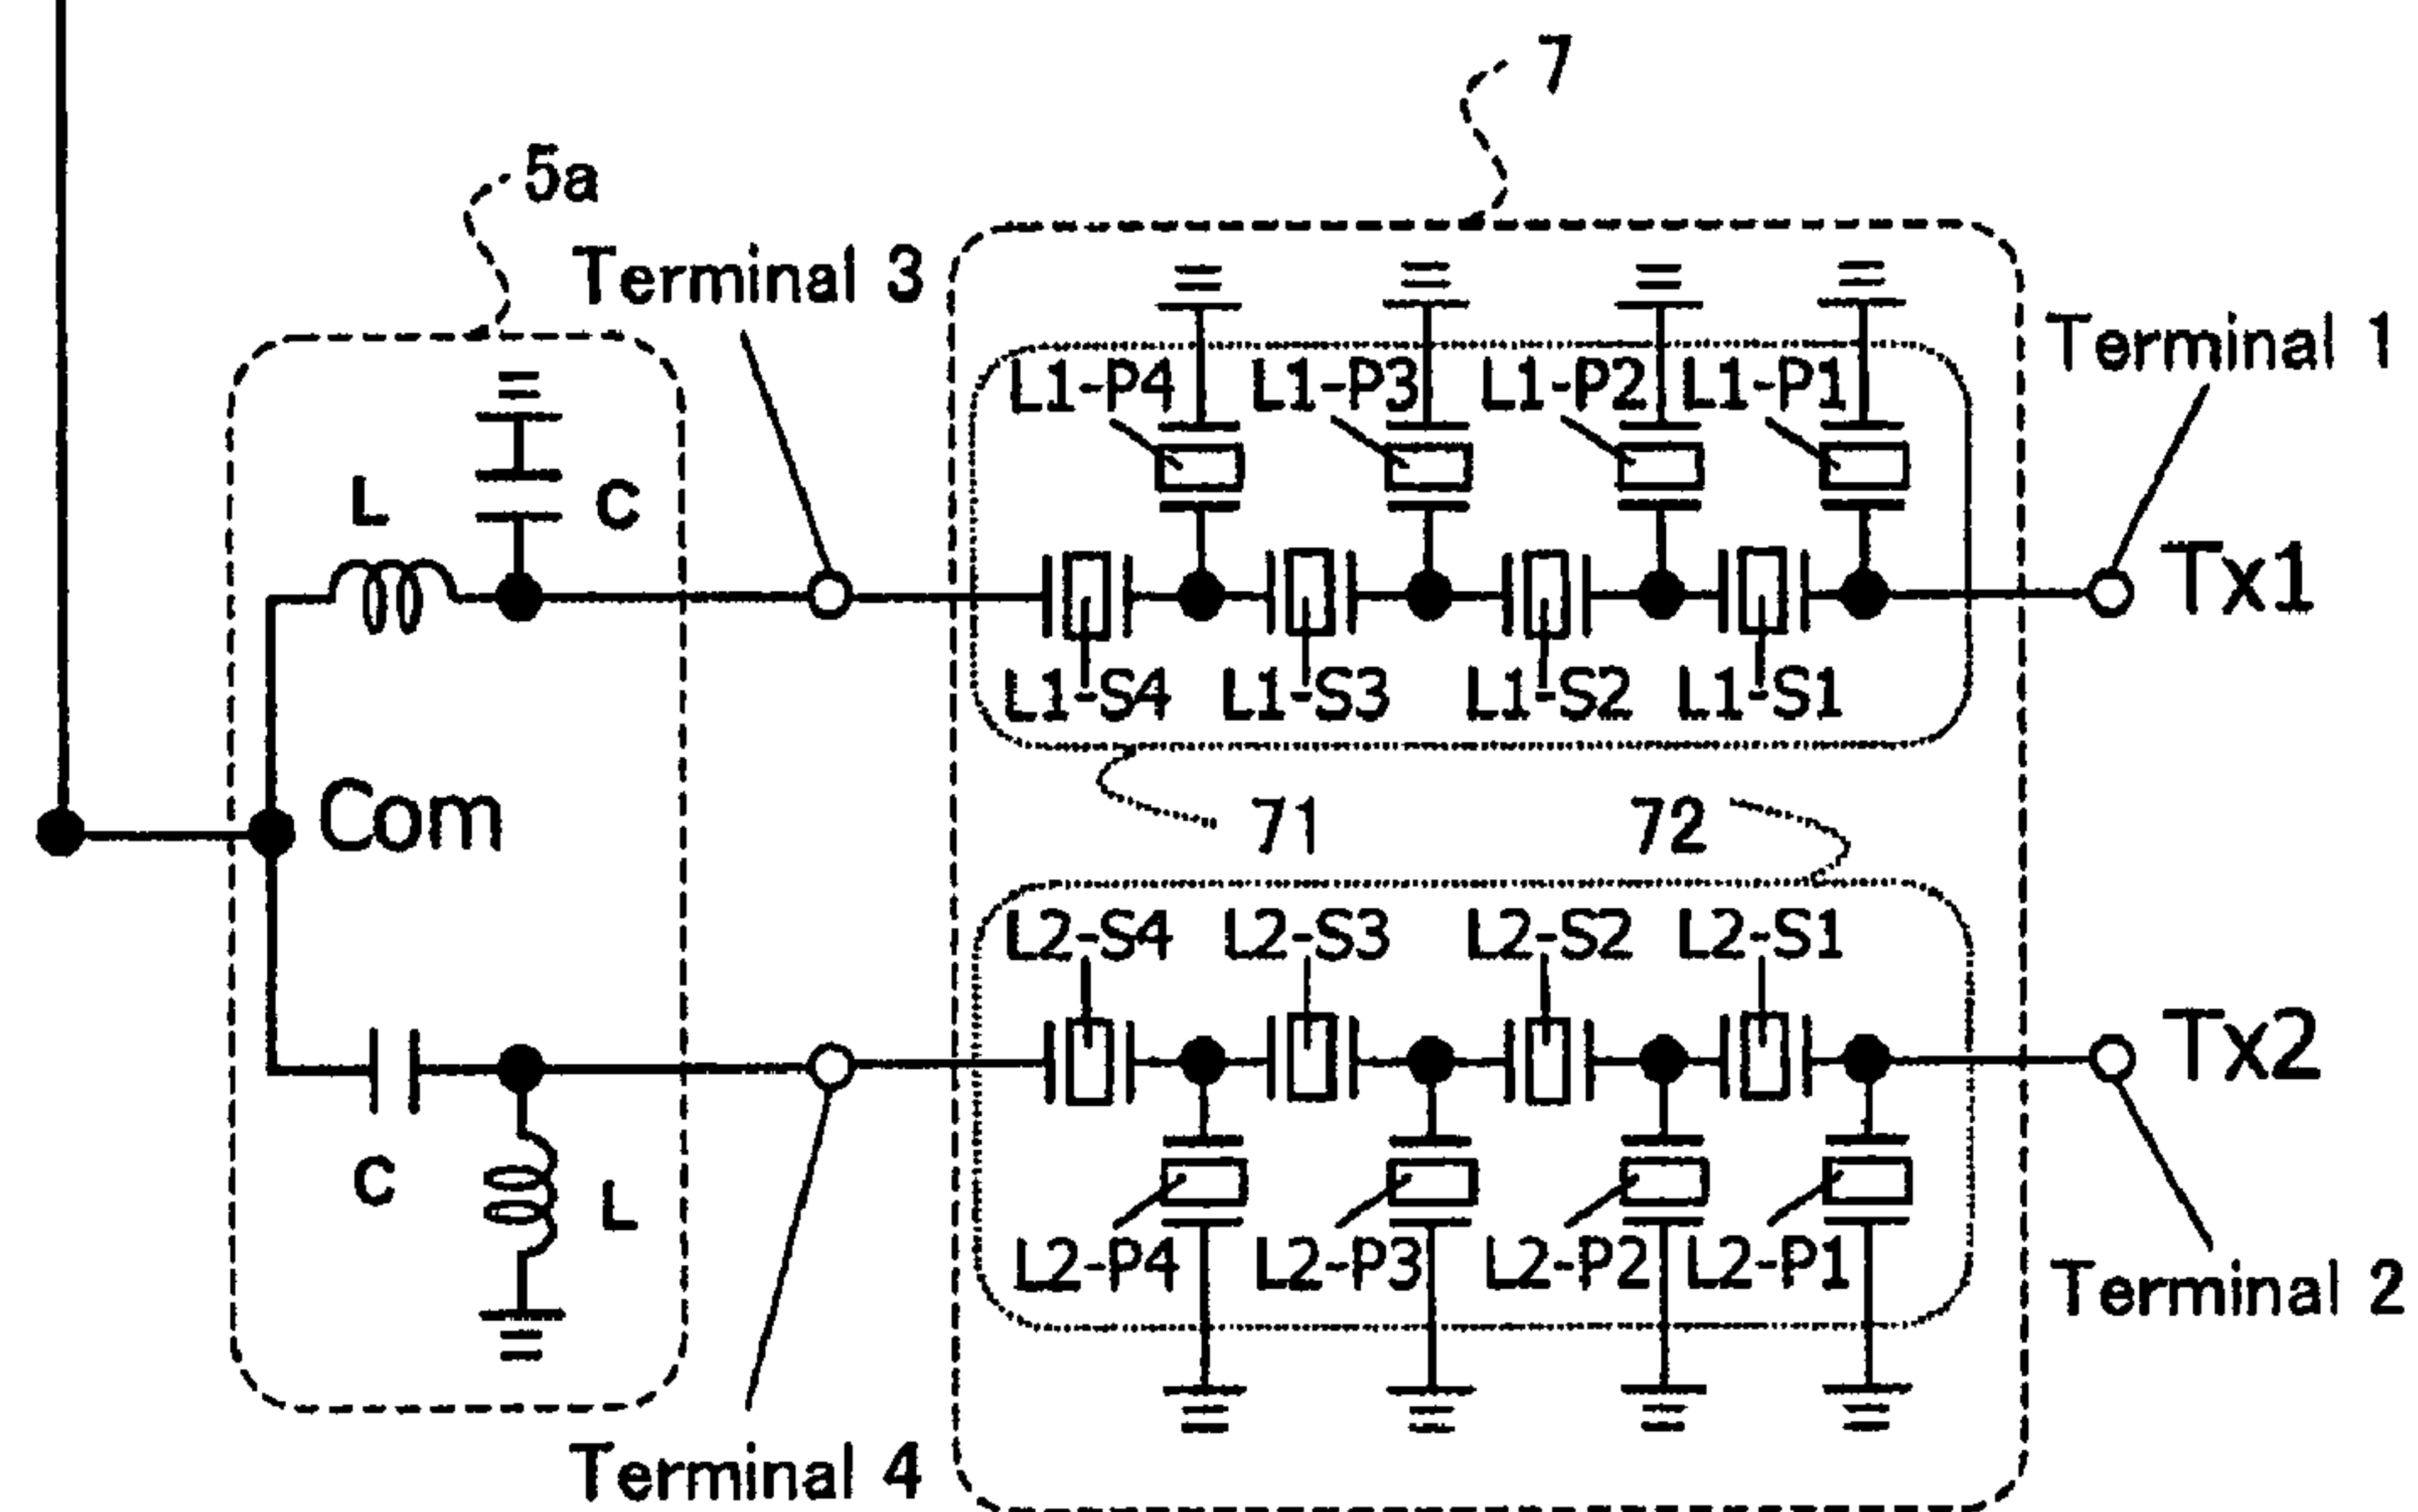 7
5a
Terminal 3
Terminal 1
L1-P4 L1-P3 L1-P2 L1-P1
L C
Tx1
L1-S4 L1-S3 L1-S2 L1-S1
Com
71 72
L2-S4 L2-S3 L2-S2 L2-S1
Tx2
C L
L2-P4 L2-P3 L2-P2 L2-P1
Terminal 2
Terminal 4